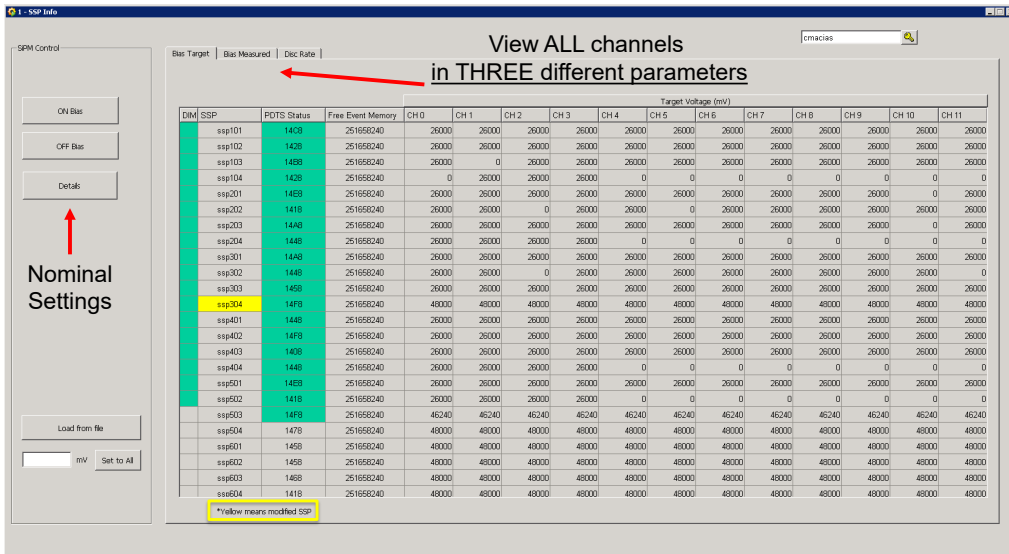 1 - SSP Info
cmacias
SiPM Control
ON Bias
OFF Bias
Details
Nominal
Settings
Load from file
mV Set to All
View ALL channels
in THREE different parameters
Bias Target Bias Measured Disc Rate
Target Voltage (mV)
DIM SSP PDTS Status Free Event Memory CH 0 CH 1 CH 2 CH 3 CH 4 CH 5 CH 6 CH 7 CH 8 CH 9 CH 10 CH 11
ssp101 14C8 251658240 26000 26000 26000 26000 26000 26000 26000 26000 26000 26000 26000 26000
ssp102 1428 251658240 26000 26000 26000 26000 26000 26000 26000 26000 26000 26000 26000 26000
ssp103 14B8 251658240 26000 0 26000 26000 26000 26000 26000 26000 26000 26000 26000 26000
ssp104 1428 251658240 0 26000 26000 26000 0 0 0 0 0 0 0 0
ssp201 14E8 251658240 26000 26000 26000 26000 26000 26000 26000 26000 26000 26000 0 26000
ssp202 1418 251658240 26000 26000 0 26000 26000 0 26000 26000 26000 26000 26000 26000
ssp203 14A8 251658240 26000 26000 26000 26000 26000 26000 26000 26000 26000 26000 0 26000
ssp204 1448 251658240 26000 26000 26000 26000 0 0 0 0 0 0 0 0
ssp301 14A8 251658240 26000 26000 26000 26000 26000 26000 26000 26000 26000 26000 26000 26000
ssp302 1448 251658240 26000 26000 0 26000 26000 26000 26000 26000 26000 26000 26000 0
ssp303 1458 251658240 26000 26000 26000 26000 26000 26000 26000 26000 26000 26000 26000 26000
ssp304 14F8 251658240 48000 48000 48000 48000 48000 48000 48000 48000 48000 48000 48000 48000
ssp401 1448 251658240 26000 26000 26000 26000 26000 26000 26000 26000 26000 26000 26000 26000
ssp402 14F8 251658240 26000 26000 26000 26000 26000 26000 26000 26000 26000 26000 26000 26000
ssp403 1408 251658240 26000 26000 26000 26000 26000 26000 26000 26000 26000 26000 26000 26000
ssp404 1448 251658240 26000 26000 26000 26000 0 0 0 0 0 0 0 0
ssp501 14E8 251658240 26000 26000 26000 26000 26000 26000 26000 26000 26000 26000 26000 26000
ssp502 1418 251658240 26000 26000 26000 26000 0 0 0 0 0 0 0 0
ssp503 14F8 251658240 46240 46240 46240 46240 46240 46240 46240 46240 46240 46240 46240 46240
ssp504 1478 251658240 48000 48000 48000 48000 48000 48000 48000 48000 48000 48000 48000 48000
ssp601 1458 251658240 48000 48000 48000 48000 48000 48000 48000 48000 48000 48000 48000 48000
ssp602 1458 251658240 48000 48000 48000 48000 48000 48000 48000 48000 48000 48000 48000 48000
ssp603 1468 251658240 48000 48000 48000 48000 48000 48000 48000 48000 48000 48000 48000 48000
ssp604 1418 251658240 48000 48000 48000 48000 48000 48000 48000 48000 48000 48000 48000 48000
*Yellow means modified SSP